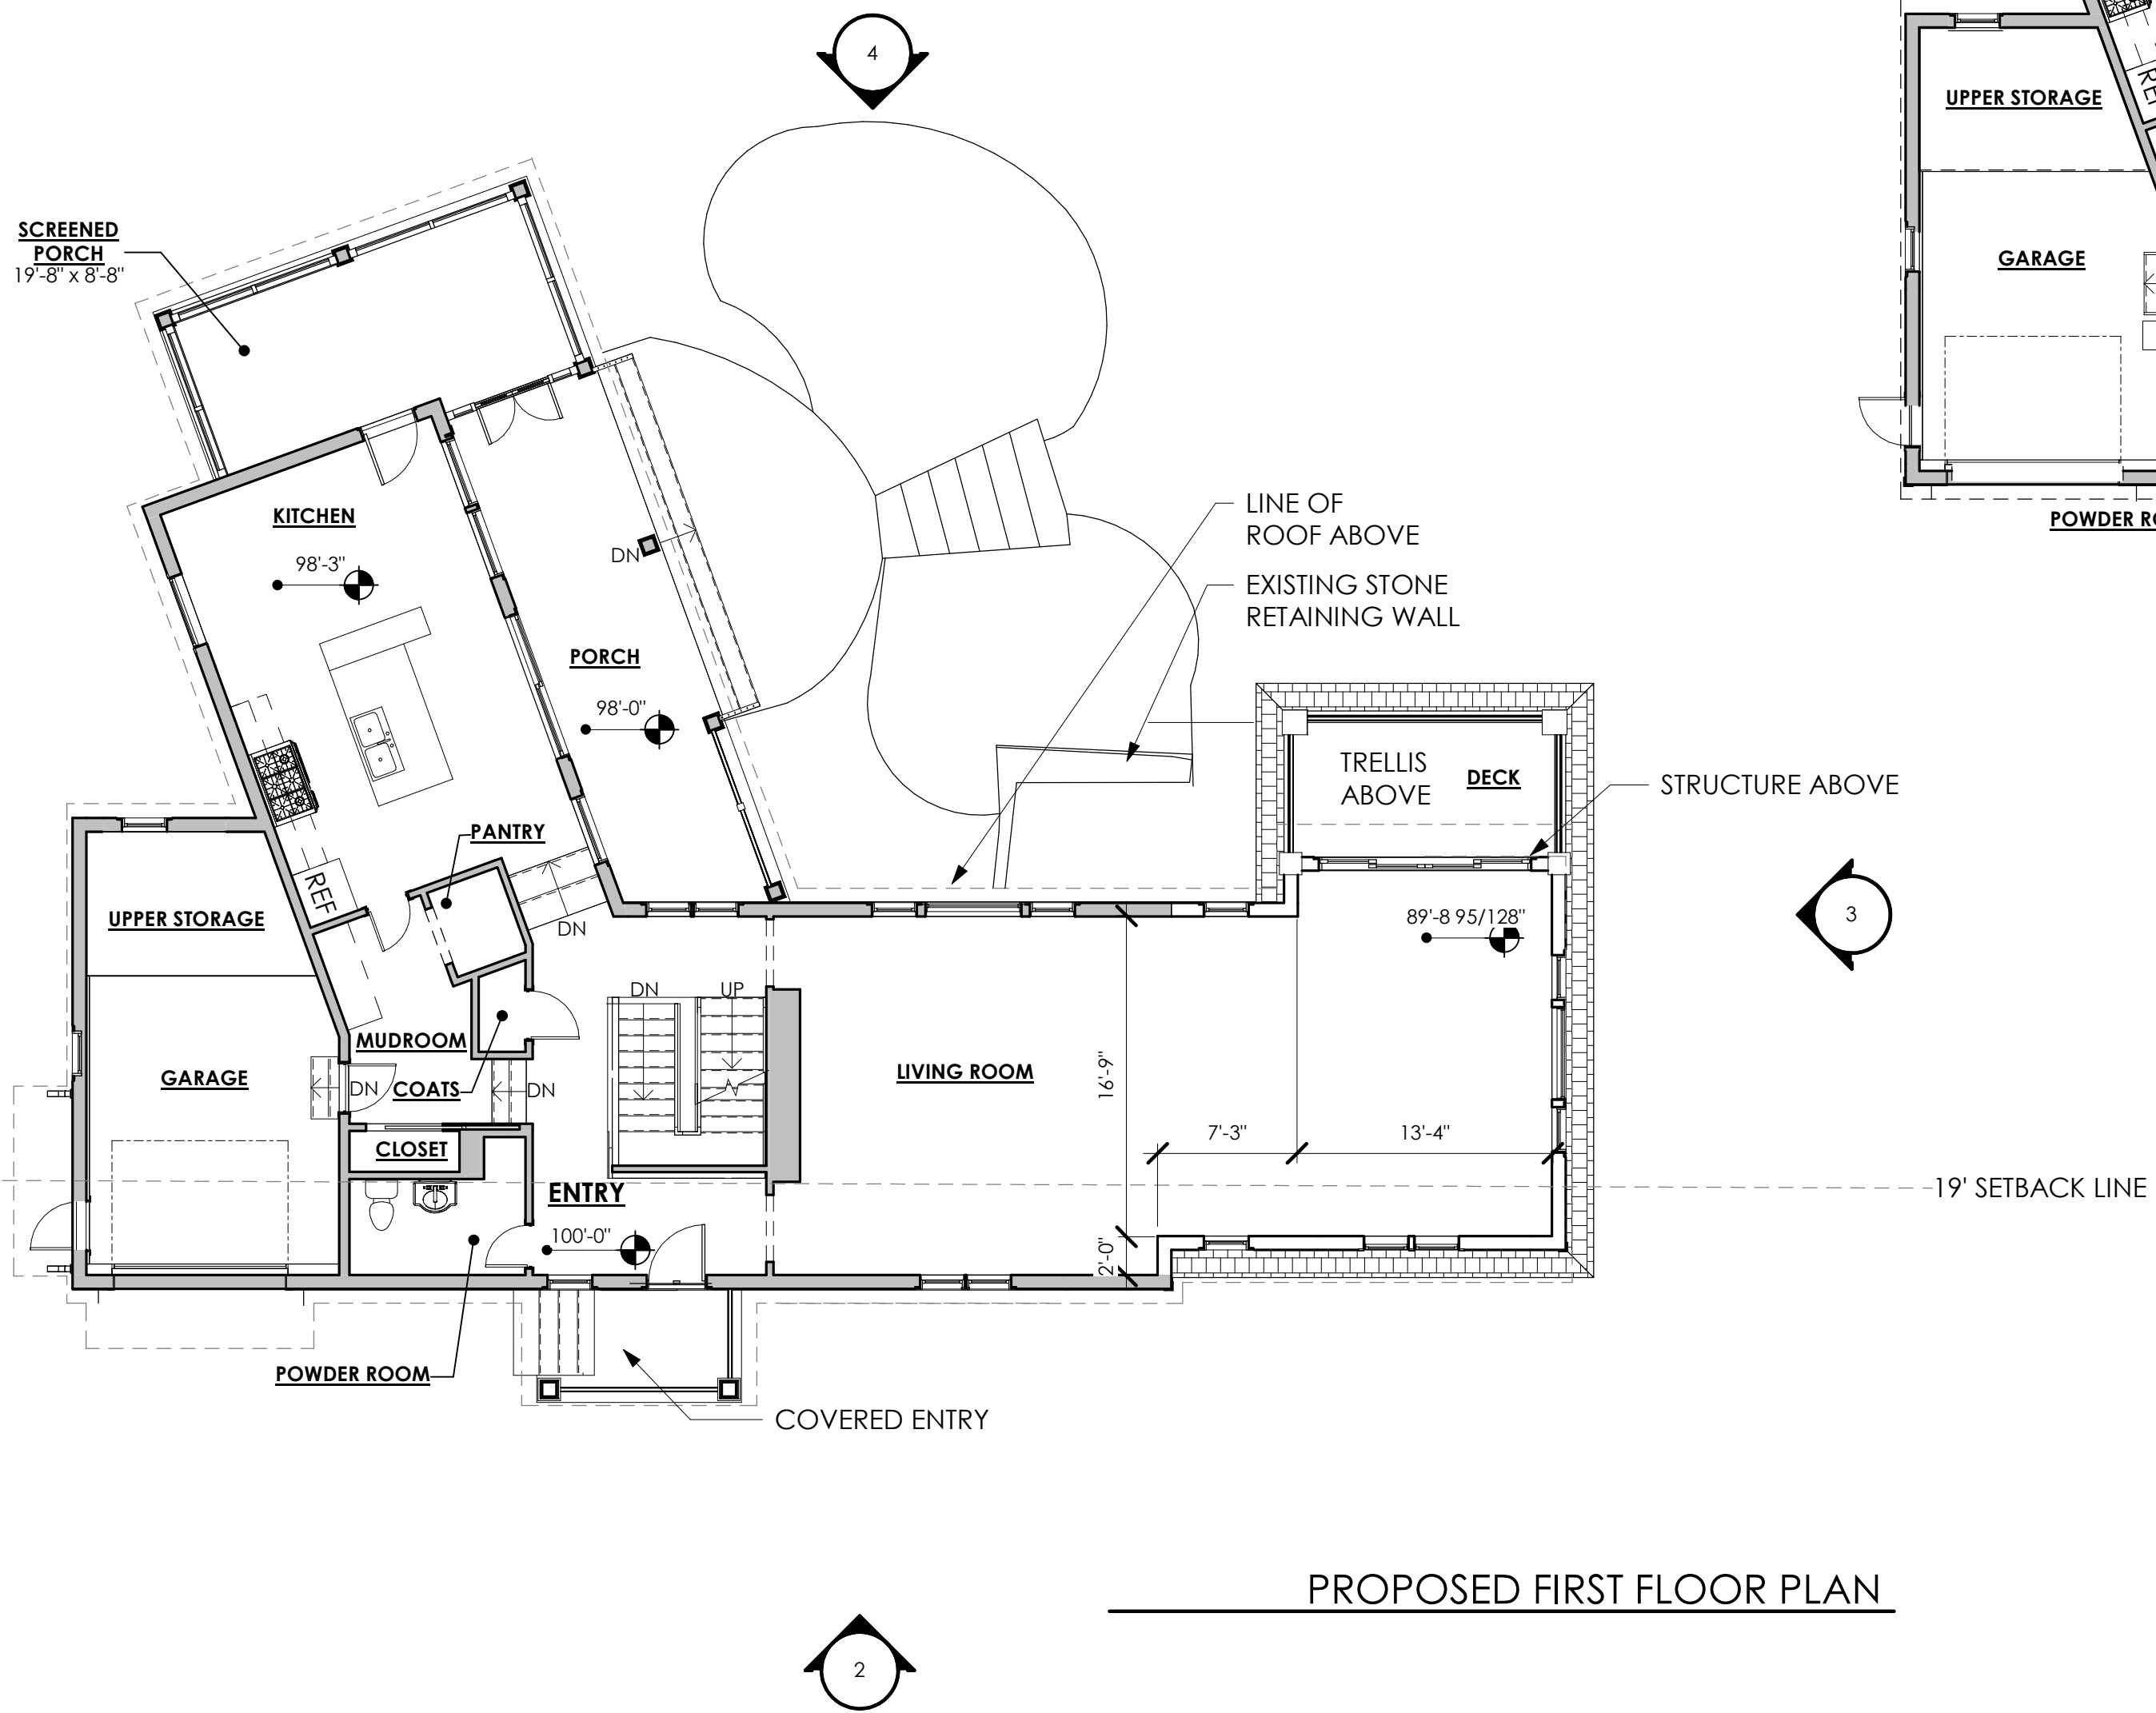 4
SCREENED
PORCH
19'-8" x 8'-8"
UPPER STORAGE
GARAGE
KITCHEN
98'-3"
DN
LINE OF
ROOF ABOVE
EXISTING STONE
RETAINING WALL
PORCH
98'-0"
TRELLIS
ABOVE
DECK
STRUCTURE ABOVE
PANTRY
REF
UPPER STORAGE
DN
89'-8 95/128"
3
DN
UP
MUDROOM
GARAGE
DN
COATS
DN
LIVING ROOM
16'-9"
7'-3"
13'-4"
CLOSET
ENTRY
19' SETBACK LINE
100'-0"
2'-0"
POWDER ROOM
COVERED ENTRY
PROPOSED FIRST FLOOR PLAN
2